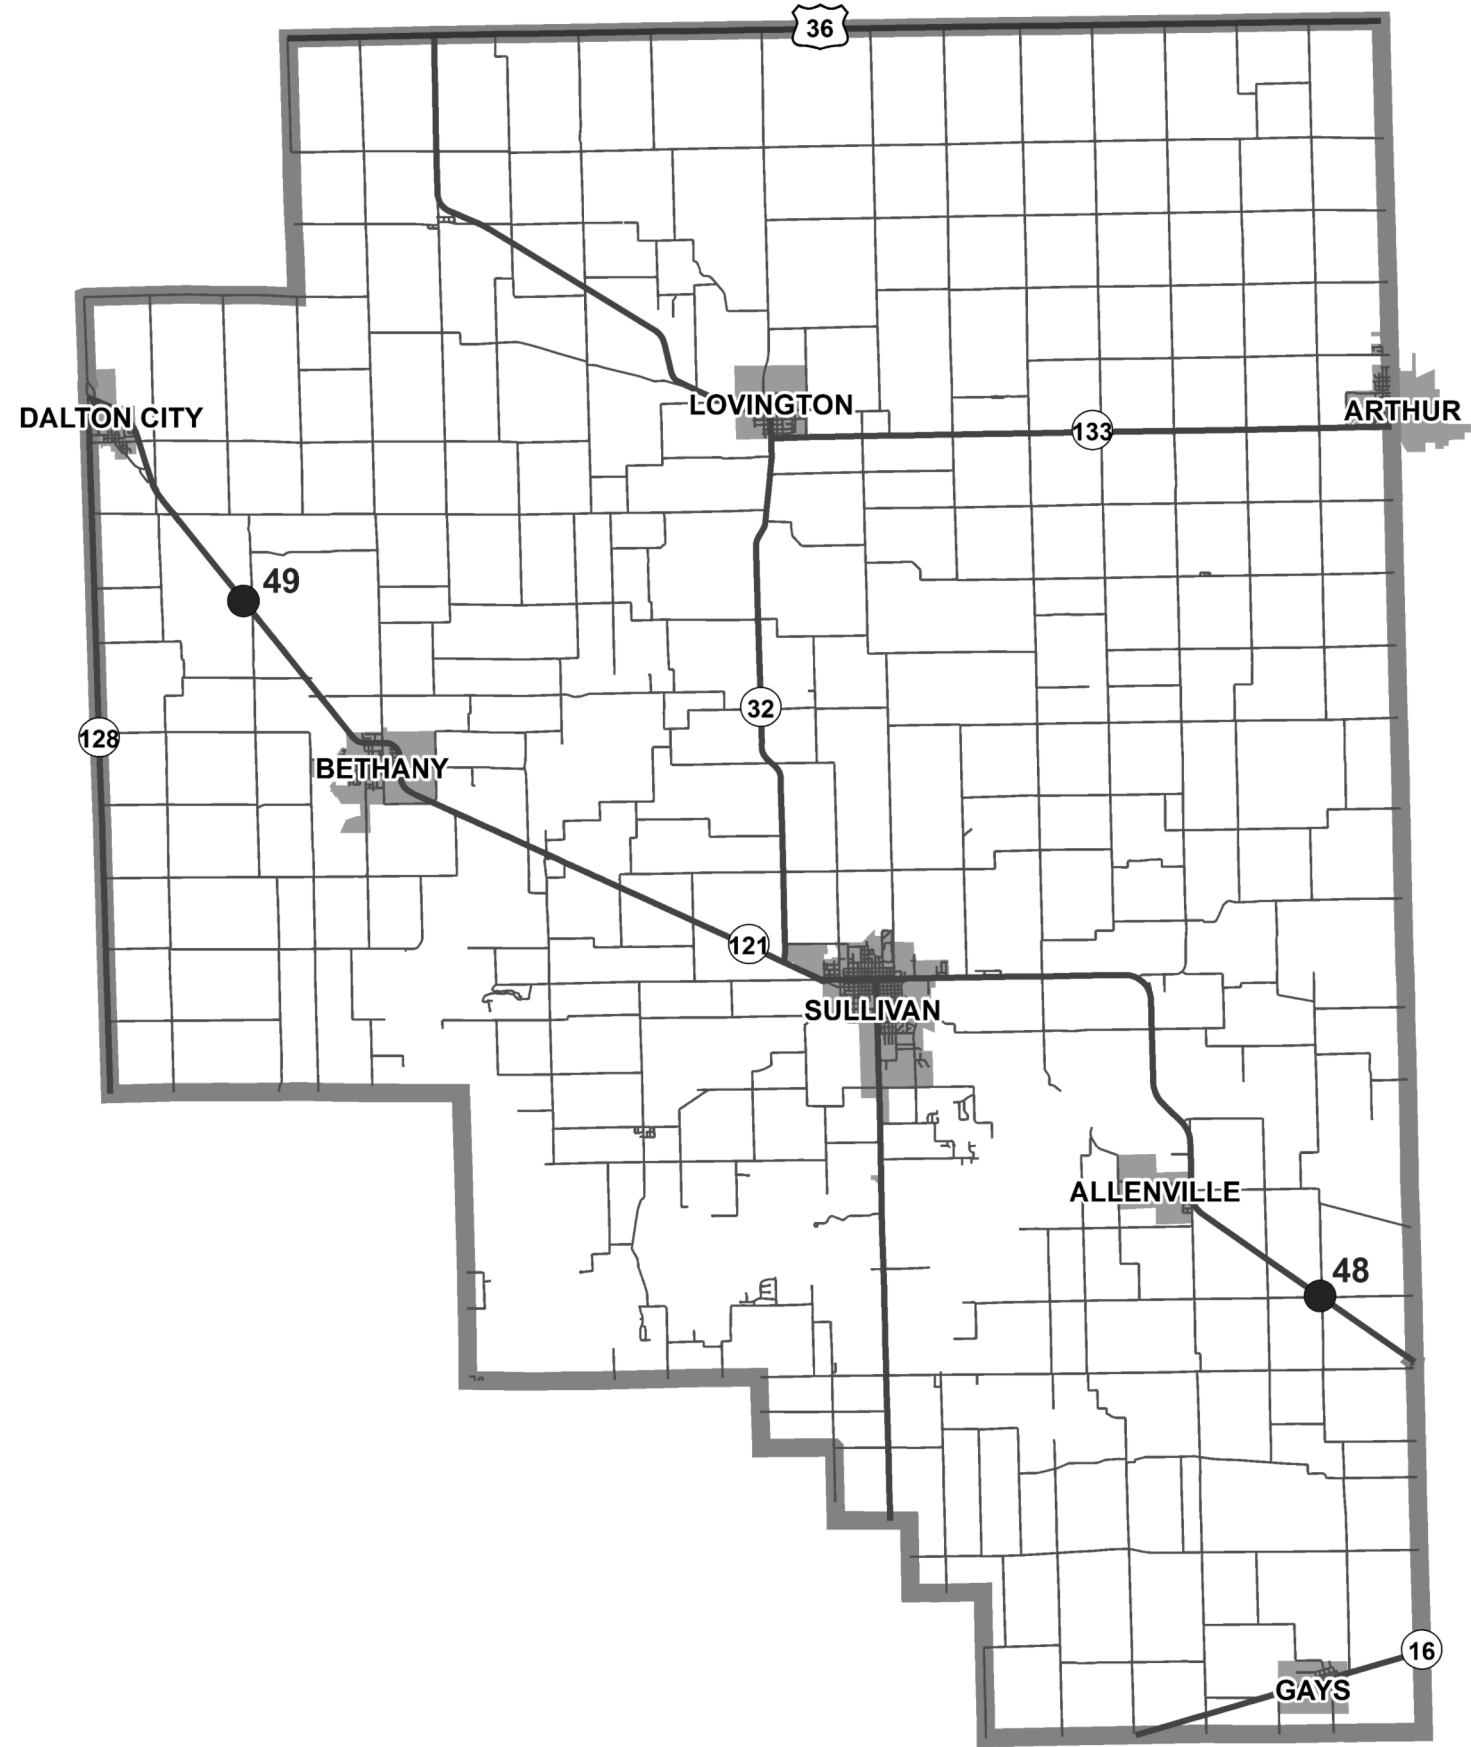 36
DALTON CITY
LOVINGTON
ARTHUR
133
49
32
128
BETHANY
121
SULLIVAN
ALLENVILLE
48
16
GAYS